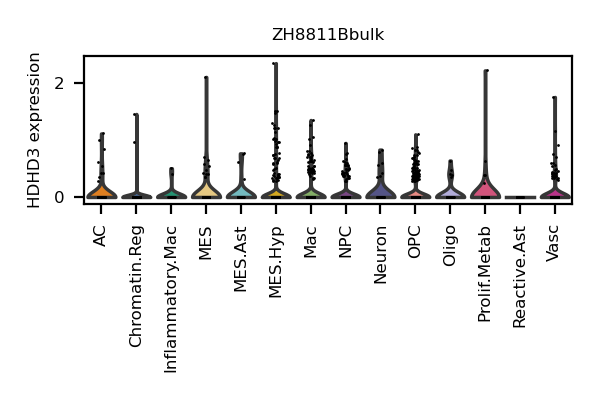 ZH8811Bbulk
HDHD3 expression
2
0
AC
Chromatin.Reg
Inflammatory.Mac
MES
MES.Ast
MES.Hyp
Mac
NPC
Neuron
OPC
Oligo
Prolif.Metab
Reactive.Ast
Vasc